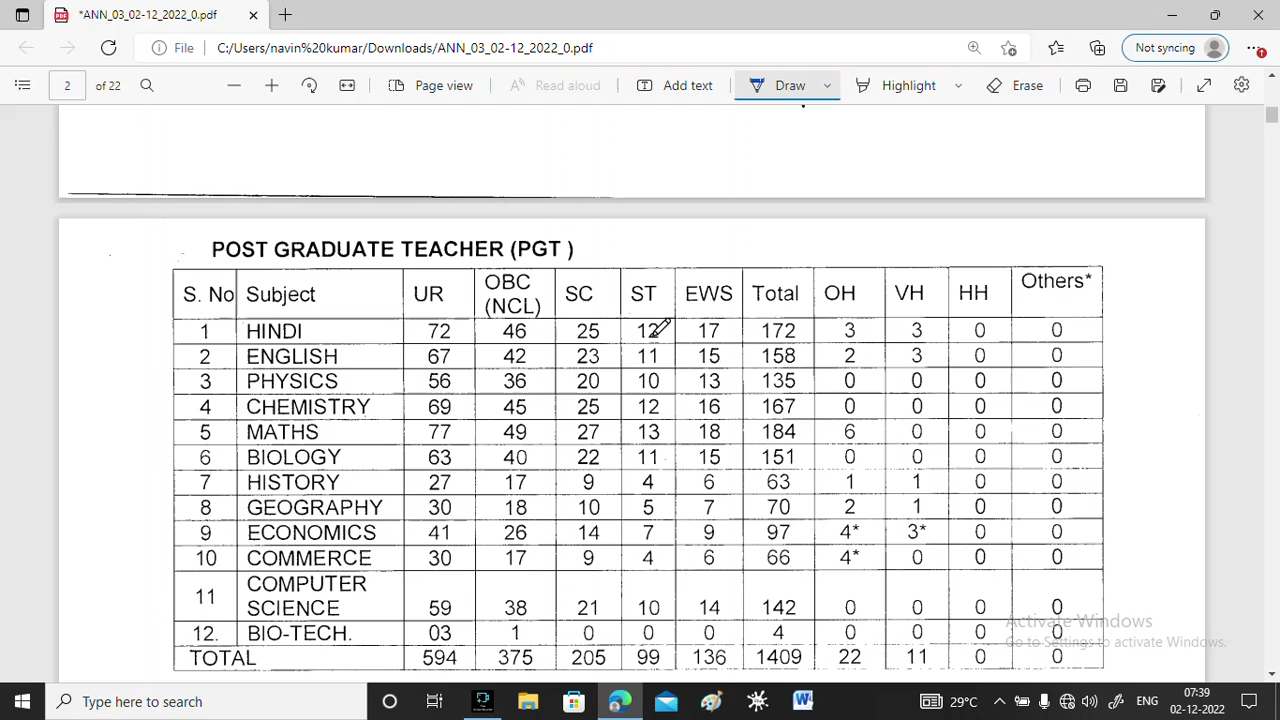 *ANN_03_02-12_2022_0.pdf
File C:/Users/navin%20kumar/Downloads/ANN_03_02-12_2022_0.pdf Not syncing
2 of 22 Page view Read aloud Add text Draw Highlight Erase
POST GRADUATE TEACHER (PGT )
S. No Subject UR OBC (NCL) SC ST EWS Total OH VH HH Others*
1 HINDI 72 46 25 12 17 172 3 3 0 0
2 ENGLISH 67 42 23 11 15 158 2 3 0 0
3 PHYSICS 56 36 20 10 13 135 0 0 0 0
4 CHEMISTRY 69 45 25 12 16 167 0 0 0 0
5 MATHS 77 49 27 13 18 184 6 0 0 0
6 BIOLOGY 63 40 22 11 15 151 0 0 0 0
7 HISTORY 27 17 9 4 6 63 1 1 0 0
8 GEOGRAPHY 30 18 10 5 7 70 2 1 0 0
9 ECONOMICS 41 26 14 7 9 97 4* 3* 0 0
10 COMMERCE 30 17 9 4 6 66 4* 0 0 0
11 COMPUTER SCIENCE 59 38 21 10 14 142 0 0 0 0
12. BIO-TECH. 03 1 0 0 0 4 0 0 0 0
TOTAL 594 375 205 99 136 1409 22 11 0 0
Activate Windows
Go to Settings to activate Windows.
Type here to search 29°C ENG 07:39
02-12-2022